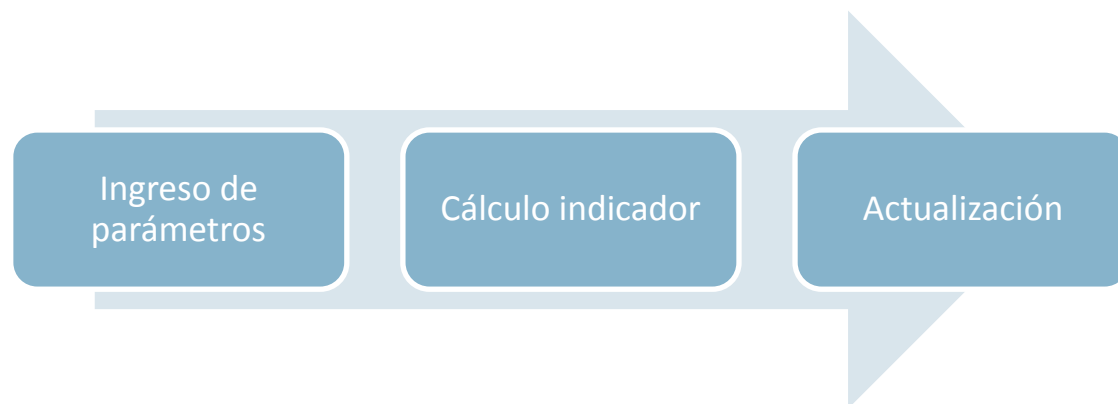 Ingreso de
parámetros
Cálculo indicador
Actualización